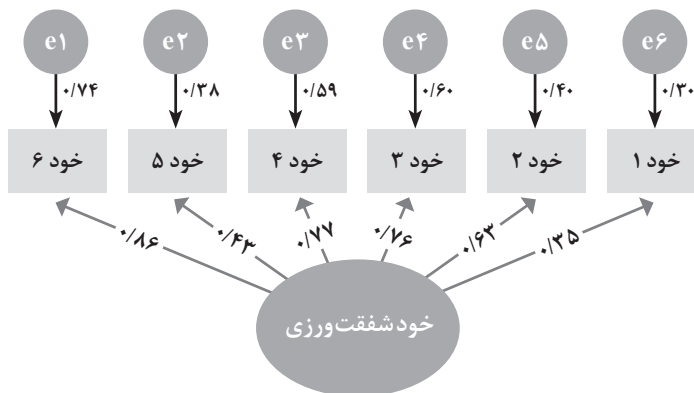 e۱ e۲ e۳ e۴ e۵ e۶
۰/۷۴ ۰/۳۸ ۰/۵۹ ۰/۶۰ ۰/۴۰ ۰/۳۰
خود ۶ خود ۵ خود ۴ خود ۳ خود ۲ خود ۱
۰/۸۶ ۰/۴۳ ۰/۷۷ ۰/۷۶ ۰/۶۳ ۰/۳۵
خود شفقت‌ورزی